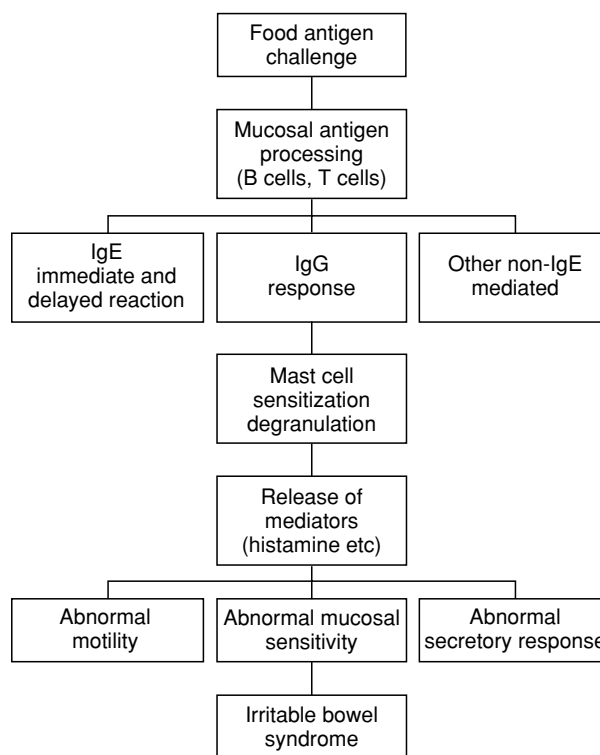 Food antigen
challenge
Mucosal antigen
processing
(B cells, T cells)
IgE
immediate and
delayed reaction
IgG
response
Other non-IgE
mediated
Mast cell
sensitization
degranulation
Release of
mediators
(histamine etc)
Abnormal
motility
Abnormal mucosal
sensitivity
Abnormal
secretory response
Irritable bowel
syndrome